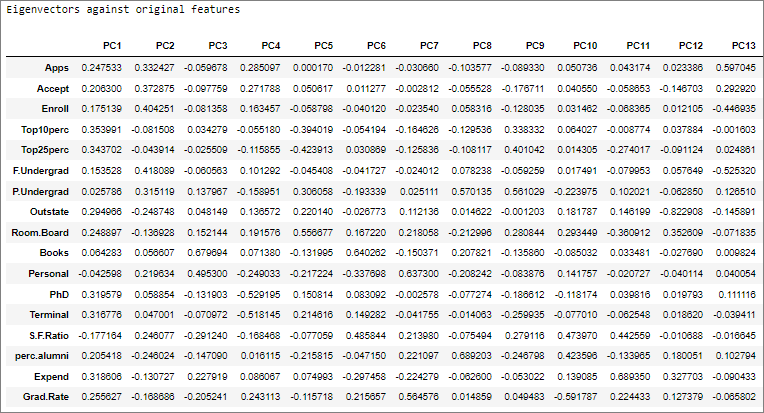 Eigenvectors against original features
PC1 PC2 PC3 PC4 PC5 PC6 PC7 PC8 PC9 PC10 PC11 PC12 PC13
Apps 0.247533 0.332427 -0.059678 0.285097 0.000170 -0.012281 -0.030660 -0.103577 -0.089330 0.050736 0.043174 0.023386 0.597045
Accept 0.206300 0.372875 -0.097759 0.271788 0.050617 0.011277 -0.002812 -0.055528 -0.176711 0.040550 -0.058653 -0.146703 0.292920
Enroll 0.175139 0.404251 -0.081358 0.163457 -0.058798 -0.040120 -0.023540 0.058316 -0.128035 0.031462 -0.068365 0.012105 -0.446935
Top10perc 0.353991 -0.081508 0.034279 -0.055180 -0.394019 -0.054194 -0.164626 -0.129536 0.338332 0.064027 -0.008774 0.037884 -0.001603
Top25perc 0.343702 -0.043914 -0.025509 -0.115855 -0.423913 0.030869 -0.125836 -0.108117 0.401042 0.014305 -0.274017 -0.091124 0.024861
F.Undergrad 0.153528 0.418089 -0.060563 0.101292 -0.045408 -0.041727 -0.024012 0.078238 -0.059259 0.017491 -0.079953 0.057649 -0.525320
P.Undergrad 0.025786 0.315119 0.137967 -0.158951 0.306058 -0.193339 0.025111 0.570135 0.561029 -0.223975 0.102021 -0.062850 0.126510
Outstate 0.294966 -0.248748 0.048149 0.136572 0.220140 -0.026773 0.112136 0.014622 -0.001203 0.181787 0.146199 -0.822908 -0.145891
Room.Board 0.248897 -0.136928 0.152144 0.191576 0.556677 0.167220 0.218058 -0.212996 0.280844 0.293449 -0.360912 0.352609 -0.071835
Books 0.064283 0.056607 0.679694 0.071380 -0.131995 0.640262 -0.150371 0.207821 -0.135860 -0.085032 0.033481 -0.027690 0.009824
Personal -0.042598 0.219634 0.495300 -0.249033 -0.217224 -0.337698 0.637300 -0.208242 -0.083876 0.141757 -0.020727 -0.040114 0.040054
PhD 0.319579 0.058854 -0.131903 -0.529195 0.150814 0.083092 -0.002578 -0.077274 -0.186612 -0.118174 0.039816 0.019793 0.111116
Terminal 0.316776 0.047001 -0.070972 -0.518145 0.214616 0.149282 -0.041755 -0.014063 -0.259935 -0.077010 -0.062548 0.018620 -0.039411
S.F.Ratio -0.177164 0.246077 -0.291240 -0.168468 -0.077059 0.485844 0.213980 -0.075494 0.279116 0.473970 0.442559 -0.010688 -0.016645
perc.alumni 0.205418 -0.246024 -0.147090 0.016115 -0.215815 -0.047150 0.221097 0.689203 -0.246798 0.423596 -0.133965 0.180051 0.102794
Expend 0.318606 -0.130727 0.227919 0.086067 0.074993 -0.297458 -0.224279 -0.062600 -0.053022 0.139085 0.689350 0.327703 -0.090433
Grad.Rate 0.255627 -0.168686 -0.205241 0.243113 -0.115718 0.215657 0.564576 0.014859 0.049483 -0.591787 0.224433 0.127379 -0.065802